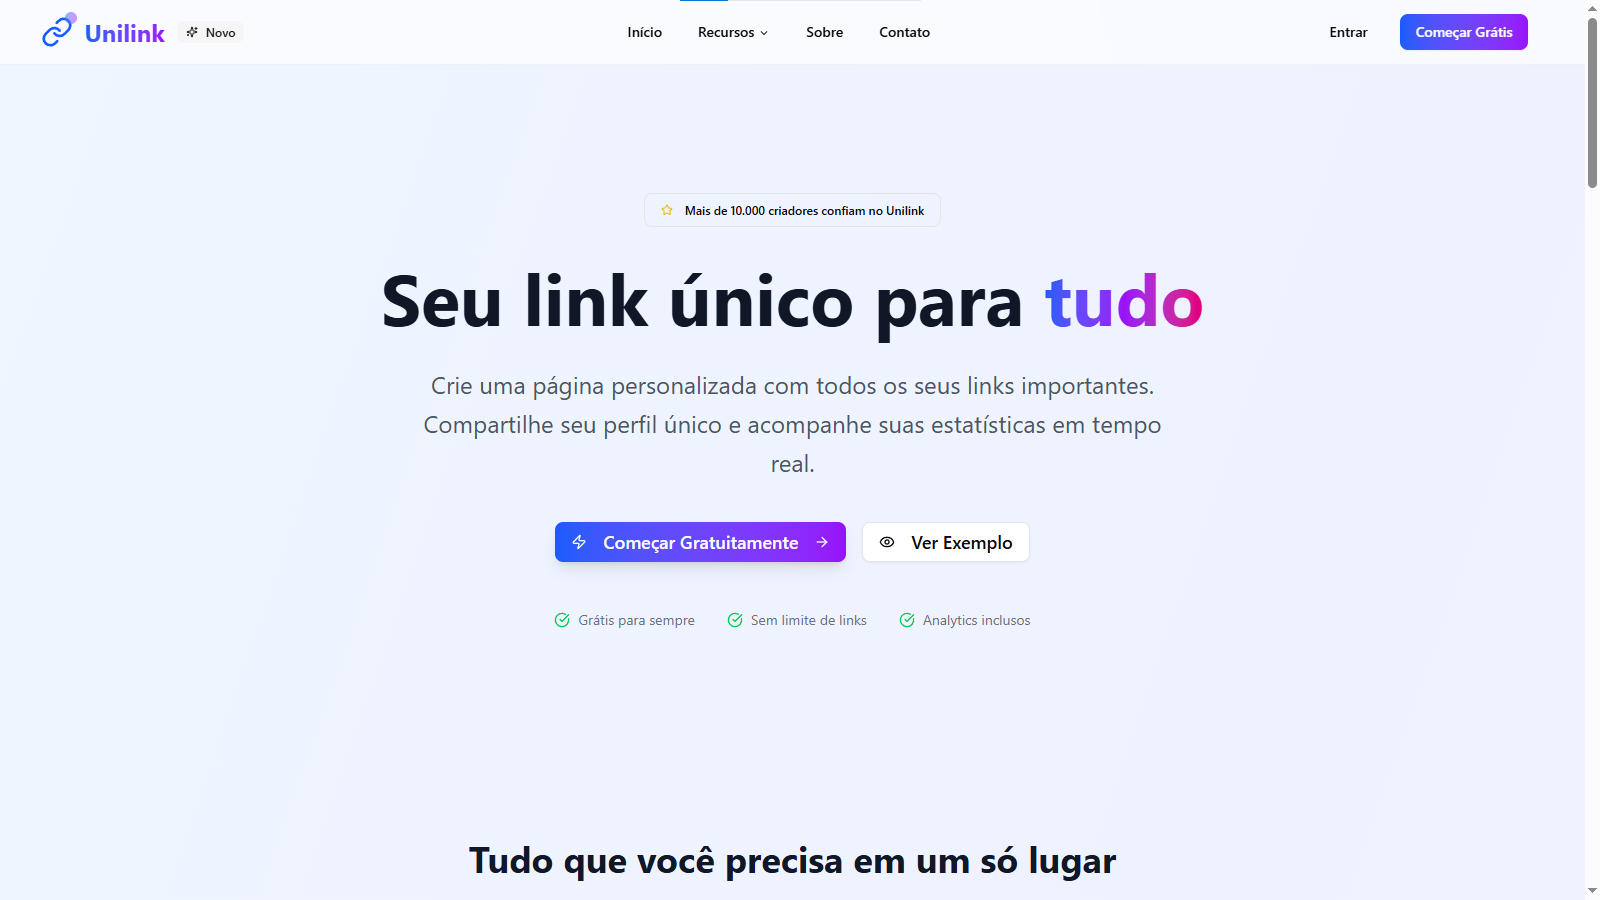 Unilink
Novo
Início
Recursos
Sobre
Contato
Entrar
Começar Grátis
Mais de 10.000 criadores confiam no Unilink
Seu link único para tudo
Crie uma página personalizada com todos os seus links importantes.
Compartilhe seu perfil único e acompanhe suas estatísticas em tempo
real.
Começar Gratuitamente
Ver Exemplo
Grátis para sempre
Sem limite de links
Analytics inclusos
Tudo que você precisa em um só lugar